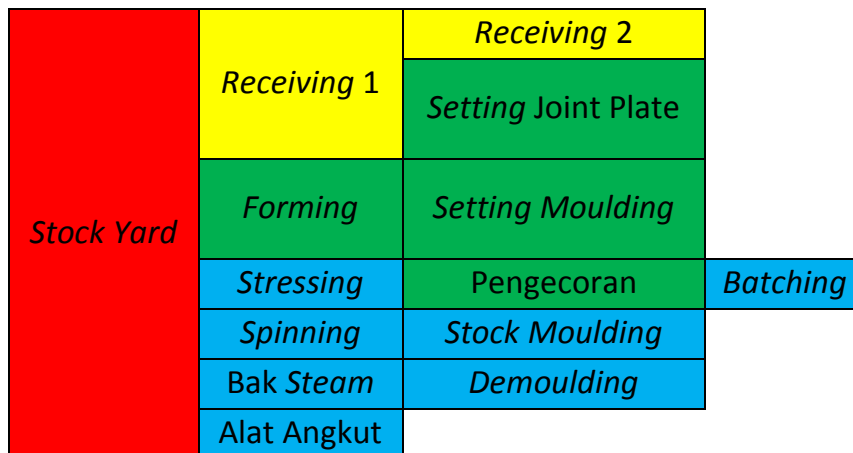 Receiving 2
Receiving 1
Setting Joint Plate
Stock Yard
Forming
Setting Moulding
Stressing
Pengecoran
Batching
Spinning
Stock Moulding
Bak Steam
Demoulding
Alat Angkut